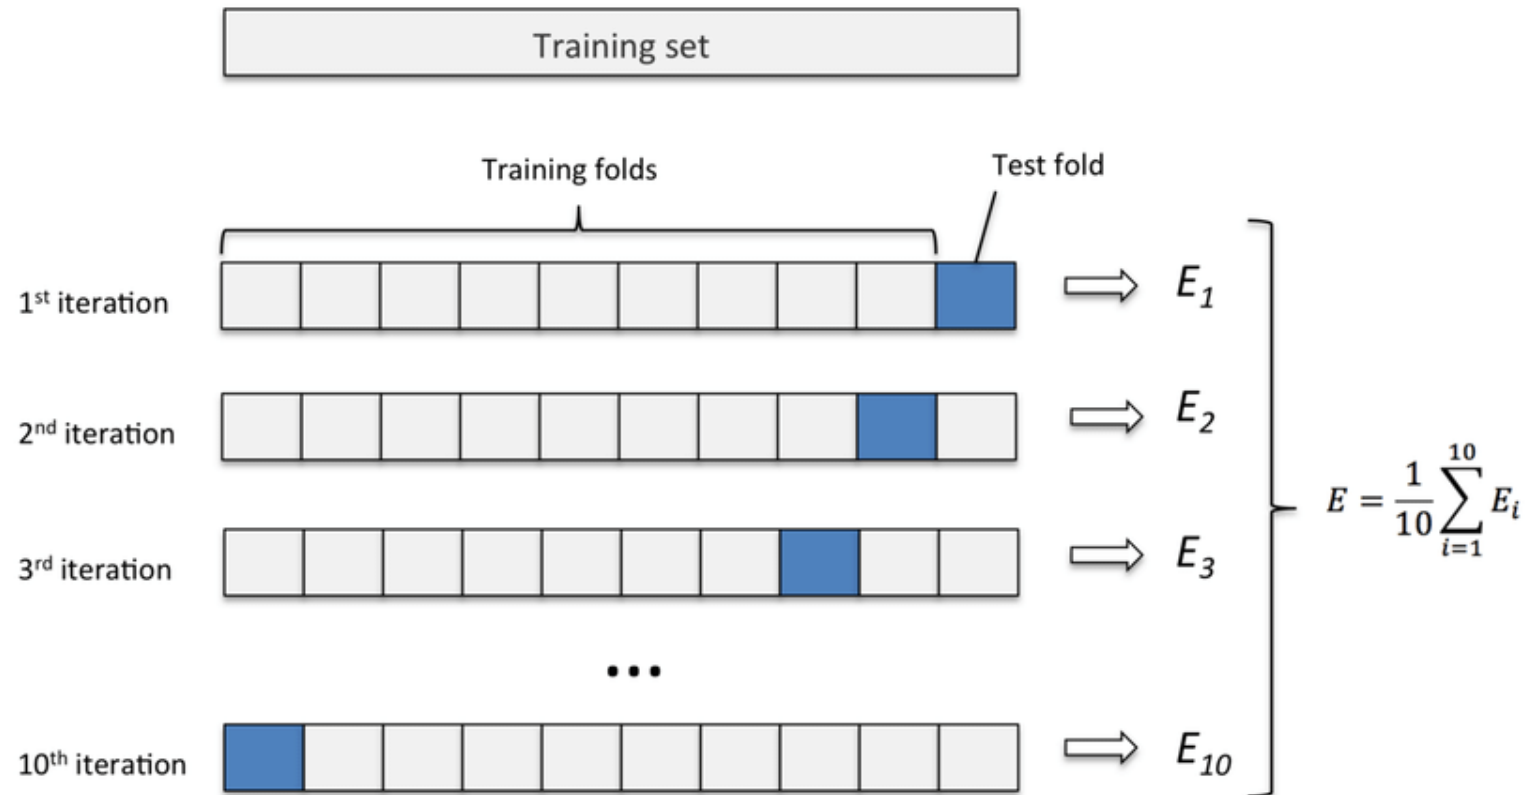 Training set
Training folds
Test fold
1st iteration
E1
2nd iteration
E2
3rd iteration
E3
...
10th iteration
E10
E = 1/10 ∑_{i=1}^{10} E_i